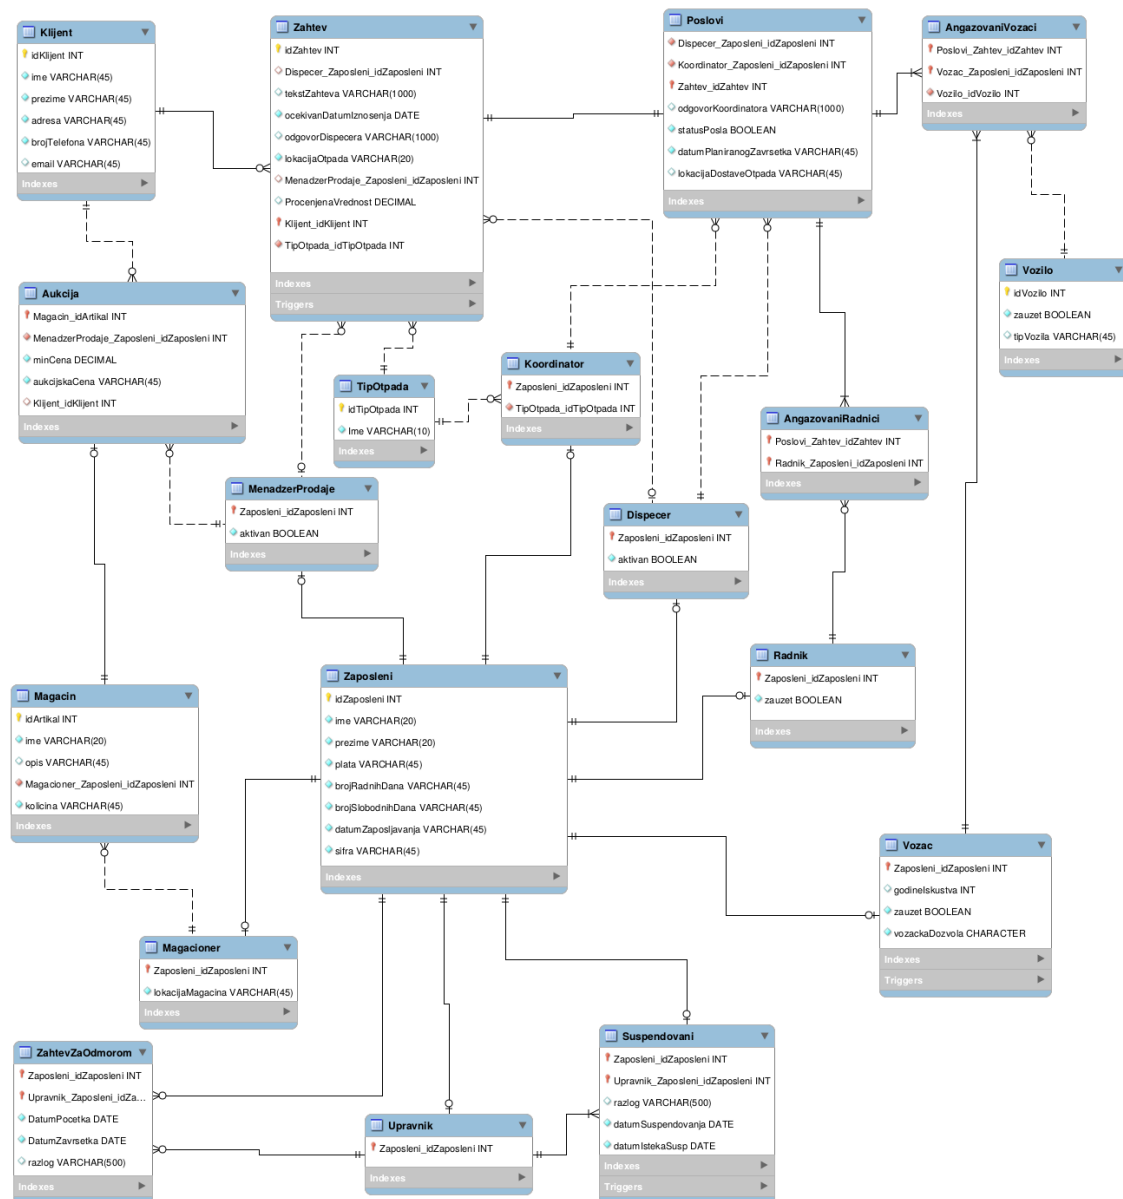 Klijent
idKlijent INT
ime VARCHAR(45)
prezime VARCHAR(45)
adresa VARCHAR(45)
brojTelefona VARCHAR(45)
email VARCHAR(45)
Indexes
Zahtev
idZahtev INT
Dispecer_Zaposleni_idZaposleni INT
tekstZahteva VARCHAR(1000)
ocekivanDatumIznosenja DATE
odgovorDispecera VARCHAR(1000)
lokacijaOtpada VARCHAR(20)
MenadzerProdaje_Zaposleni_idZaposleni INT
ProcenjenaVrednost DECIMAL
Klijent_idKlijent INT
TipOtpada_idTipOtpada INT
Indexes
Triggers
Poslovi
Dispecer_Zaposleni_idZaposleni INT
Koordinator_Zaposleni_idZaposleni INT
Zahtev_idZahtev INT
odgovorKoordinatora VARCHAR(1000)
statusPosla BOOLEAN
datumPlaniranogZavrsetka VARCHAR(45)
lokacijaDostaveOtpada VARCHAR(45)
Indexes
AngazovaniVozaci
Poslovi_Zahtev_idZahtev INT
Vozac_Zaposleni_idZaposleni INT
Vozilo_idVozilo INT
Indexes
Vozilo
idVozilo INT
zauzet BOOLEAN
tipVozila VARCHAR(45)
Indexes
Aukcija
Magacin_idArtikal INT
MenadzerProdaje_Zaposleni_idZaposleni INT
minCena DECIMAL
aukcijskaCena VARCHAR(45)
Klijent_idKlijent INT
Indexes
TipOtpada
idTipOtpada INT
Ime VARCHAR(10)
Indexes
Koordinator
Zaposleni_idZaposleni INT
TipOtpada_idTipOtpada INT
Indexes
AngazovaniRadnici
Poslovi_Zahtev_idZahtev INT
Radnik_Zaposleni_idZaposleni INT
Indexes
MenadzerProdaje
Zaposleni_idZaposleni INT
aktivan BOOLEAN
Indexes
Dispecer
Zaposleni_idZaposleni INT
aktivan BOOLEAN
Indexes
Radnik
Zaposleni_idZaposleni INT
zauzet BOOLEAN
Indexes
Zaposleni
idZaposleni INT
ime VARCHAR(20)
prezime VARCHAR(20)
plata VARCHAR(45)
brojRadnihDana VARCHAR(45)
brojSlobodnihDana VARCHAR(45)
datumZaposljavanja VARCHAR(45)
sifra VARCHAR(45)
Indexes
Magacin
idArtikal INT
ime VARCHAR(20)
opis VARCHAR(45)
Magacioner_Zaposleni_idZaposleni INT
kolicina VARCHAR(45)
Indexes
Vozac
Zaposleni_idZaposleni INT
godineIskustva INT
zauzet BOOLEAN
vozackaDozvola CHARACTER
Indexes
Triggers
Magacioner
Zaposleni_idZaposleni INT
lokacijaMagacina VARCHAR(45)
Indexes
ZahtevZaOdmorom
Zaposleni_idZaposleni INT
Upravnik_Zaposleni_idZa...
DatumPocetka DATE
DatumZavrsetka DATE
razlog VARCHAR(500)
Indexes
Upravnik
Zaposleni_idZaposleni INT
Indexes
Suspendovani
Zaposleni_idZaposleni INT
Upravnik_Zaposleni_idZaposleni INT
razlog VARCHAR(500)
datumSuspendovanja DATE
datumIstekaSusp DATE
Indexes
Triggers